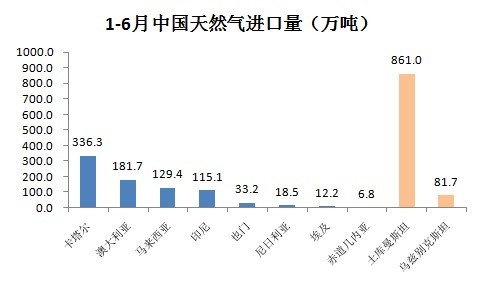 1-6月中国天然气进口量（万吨）
1000.0
900.0
800.0
700.0
600.0
500.0
400.0
300.0
200.0
100.0
0.0
336.3
181.7
129.4
115.1
33.2
18.5
12.2
6.8
861.0
81.7
卡塔尔
澳大利亚
马来西亚
印尼
也门
尼日利亚
埃及
赤道几内亚
土库曼斯坦
乌兹别克斯坦